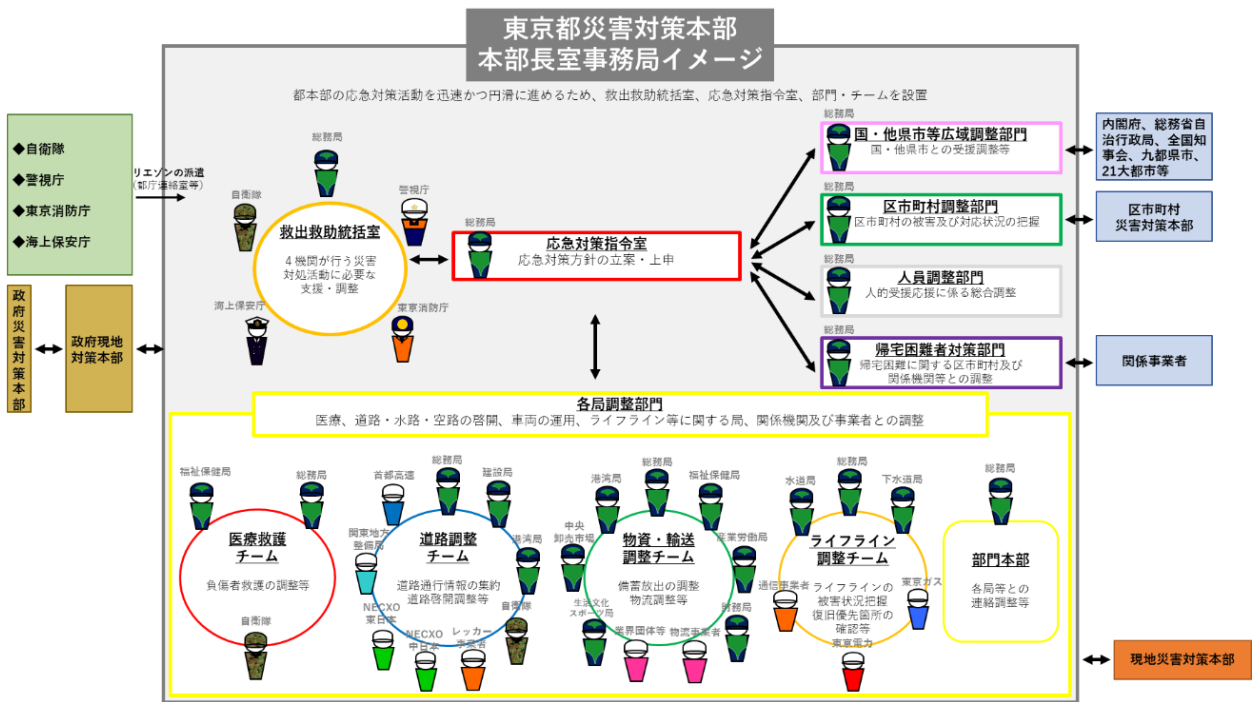 東京都災害対策本部
本部長室事務局イメージ
都本部の応急対策活動を迅速かつ円滑に進めるため、救出救助統括室、応急対策指令室、部門・チームを設置
◆自衛隊
◆警視庁
◆東京消防庁
◆海上保安庁
リエゾンの派遣
(都庁連絡室等)
政府災害対策本部
政府現地
対策本部
総務局
自衛隊
警視庁
海上保安庁
東京消防庁
救出救助統括室
4機関が行う災害
対処活動に必要な
支援・調整
総務局
応急対策指令室
応急対策方針の立案・上申
総務局
国・他県市等広域調整部門
国・他県市との受援調整等
総務局
区市町村調整部門
区市町村の被害及び対応状況の把握
総務局
人員調整部門
人的受援応援に係る総合調整
総務局
帰宅困難者対策部門
帰宅困難に関する区市町村及び
関係機関等との調整
内閣府、総務省自
治行政局、全国知
事会、九都県市、
21大都市等
区市町村
災害対策本部
関係事業者
各局調整部門
医療、道路・水路・空路の啓開、車両の運用、ライフライン等に関する局、関係機関及び事業者との調整
福祉保健局
総務局
医療救護
チーム
負傷者救護の調整等
自衛隊
首都高速
総務局
建設局
関東地方
整備局
港湾局
道路調整
チーム
道路通行情報の集約
道路啓開調整等
NECXO
東日本
NECXO
中日本
レッカー
事業者
自衛隊
港湾局
総務局
福祉保健局
中央
卸売市場
産業労働局
物資・輸送
調整チーム
備蓄放出の調整
物流調整等
生活文化
スポーツ局
業界団体等
物流事業者
財務局
水道局
総務局
下水道局
ライフライン
調整チーム
通信事業者
東京ガス
ライフラインの
被害状況把握
復旧優先箇所の
確認等
東京電力
総務局
部門本部
各局等との
連絡調整等
現地災害対策本部